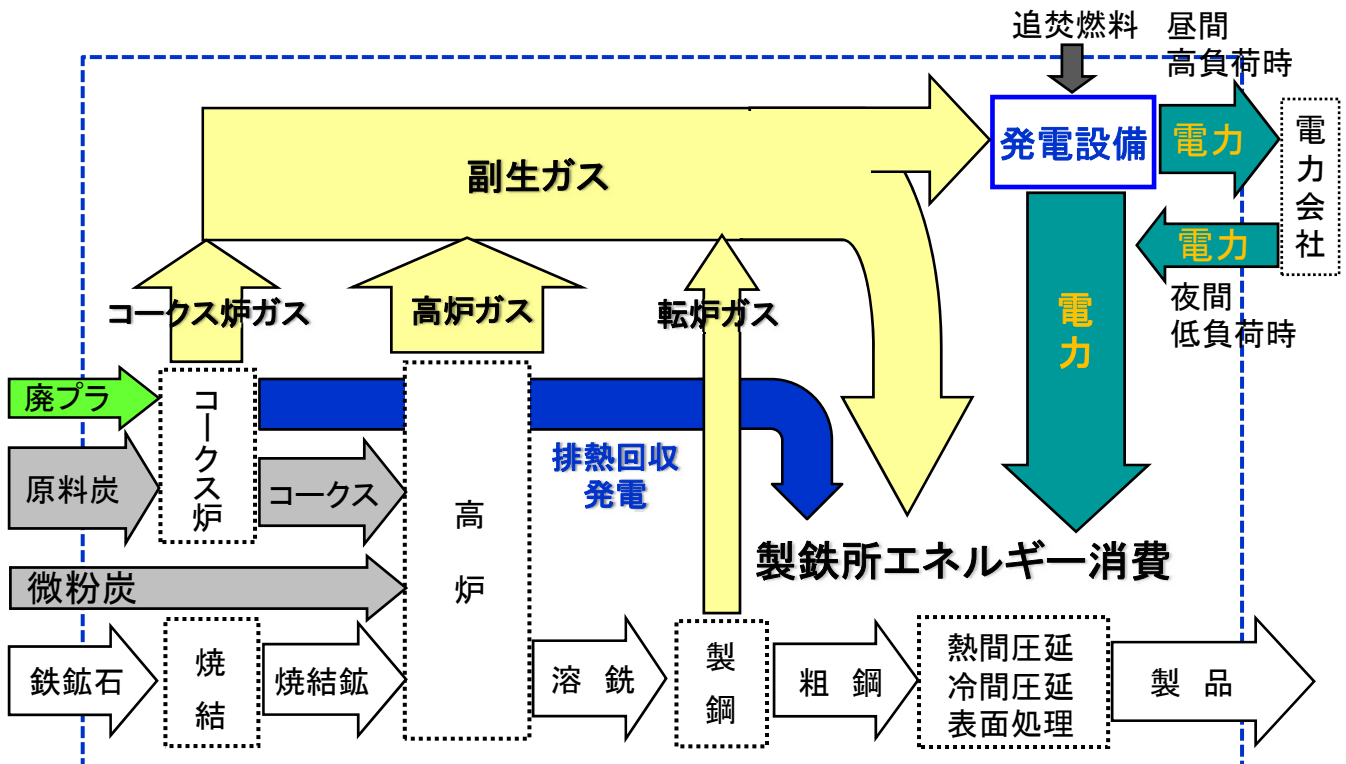 追焚燃料
昼間
高負荷時
発電設備
電力
電力会社
副生ガス
電力
夜間
低負荷時
電力
コークス炉ガス
高炉ガス
転炉ガス
廃プラ
コークス炉
原料炭
コークス
高炉
排熱回収
発電
製鉄所エネルギー消費
微粉炭
鉄鉱石
焼結
焼結鉱
溶 銑
製鋼
粗 鋼
熱間圧延
冷間圧延
表面処理
製 品